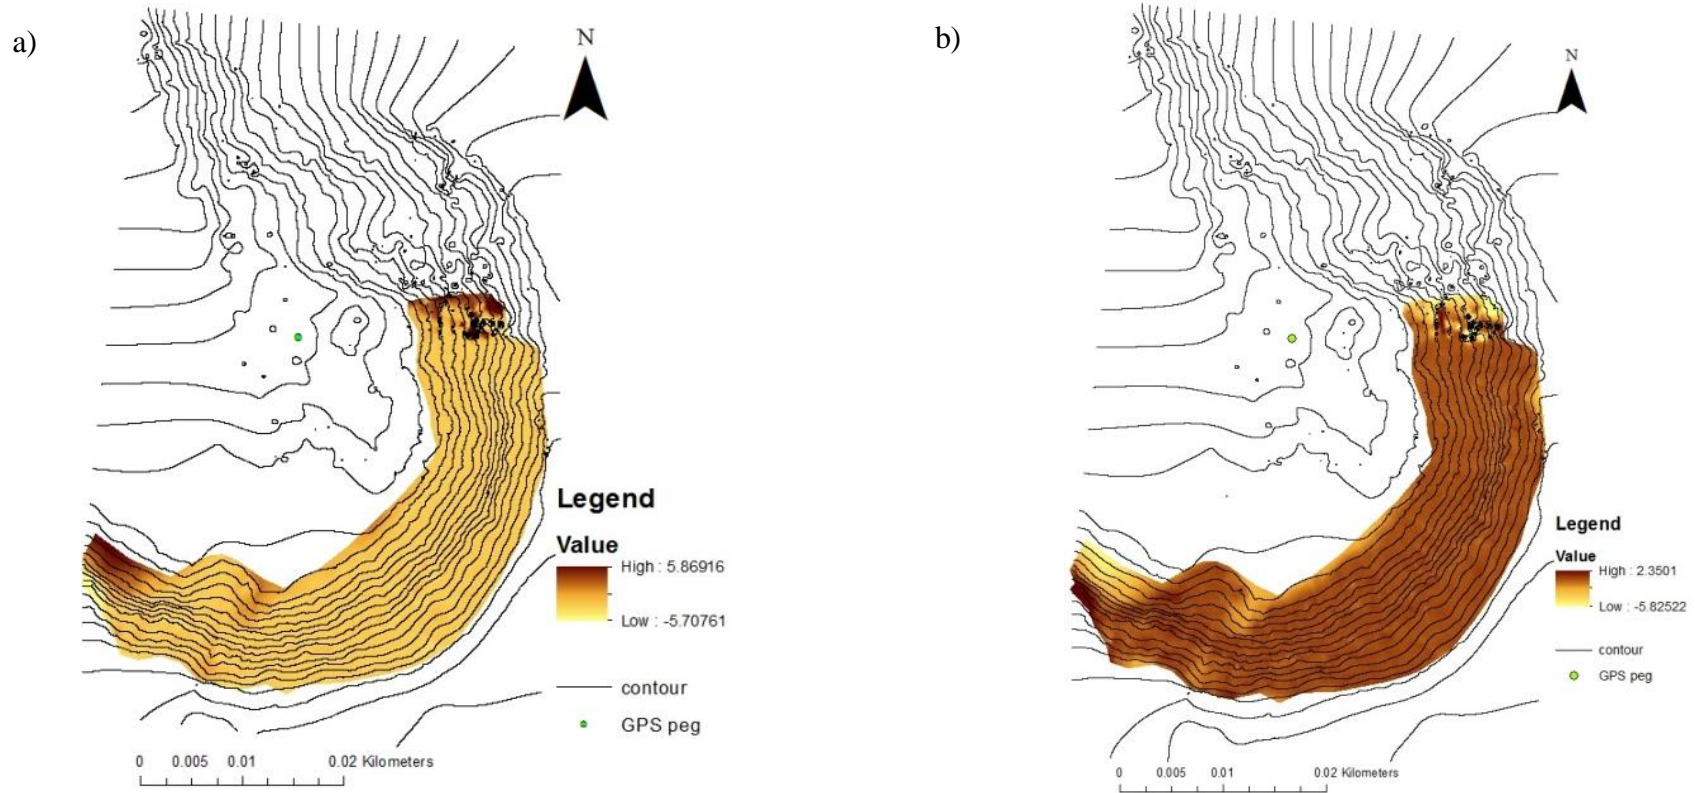 a)
N
Legend
Value
High : 5.86916
Low : -5.70761
contour
GPS peg
0 0.005 0.01 0.02 Kilometers
b)
N
Legend
Value
High : 2.3501
Low : -5.82522
contour
GPS peg
0 0.005 0.01 0.02 Kilometers